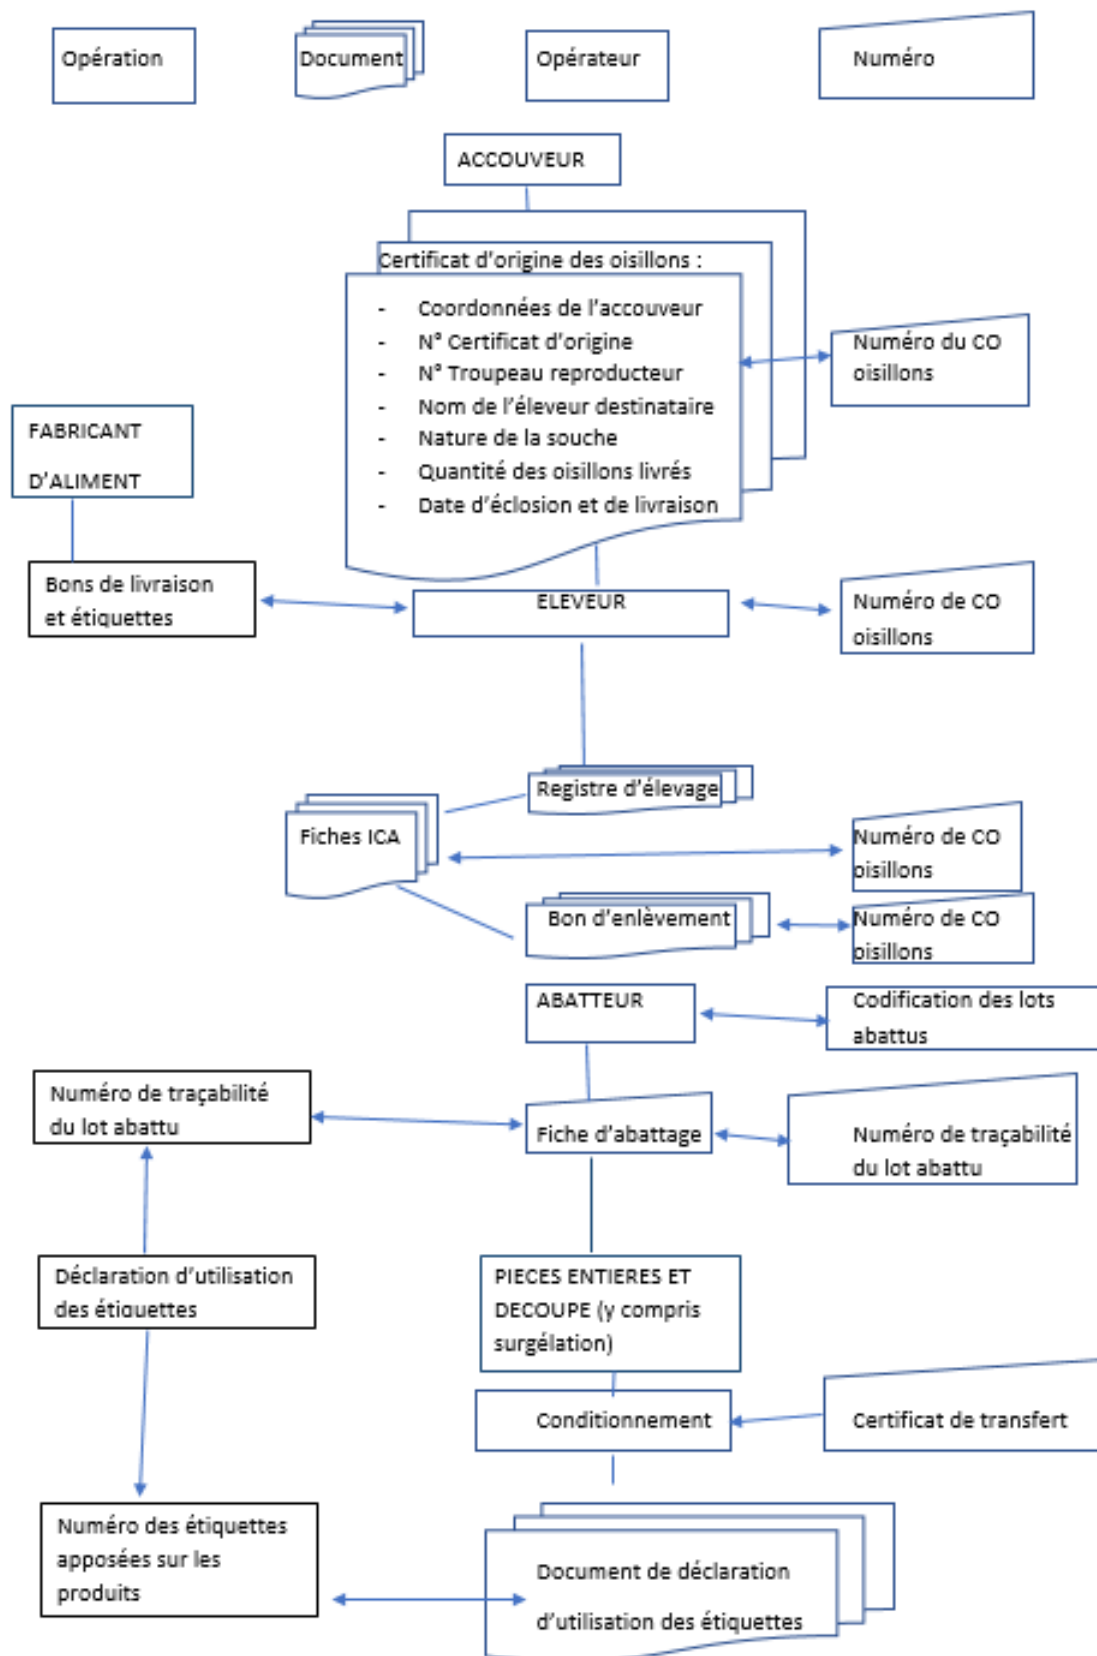 Opération
Document
Opérateur
Numéro
ACCOUVEUR
Certificat d'origine des oisillons :
- Coordonnées de l'accouveur
- N° Certificat d'origine
- N° Troupeau reproducteur
- Nom de l'éleveur destinataire
- Nature de la souche
- Quantité des oisillons livrés
- Date d'éclosion et de livraison
Numéro du CO
oisillons
FABRICANT
D'ALIMENT
Bons de livraison
et étiquettes
ELEVEUR
Numéro de CO
oisillons
Registre d'élevage
Fiches ICA
Numéro de CO
oisillons
Bon d'enlèvement
Numéro de CO
oisillons
ABATTEUR
Codification des lots
abattus
Numéro de traçabilité
du lot abattu
Fiche d'abattage
Numéro de traçabilité
du lot abattu
Déclaration d'utilisation
des étiquettes
PIECES ENTIERES ET
DECOUPE (y compris
surgélation)
Conditionnement
Certificat de transfert
Numéro des étiquettes
apposées sur les
produits
Document de déclaration
d'utilisation des étiquettes